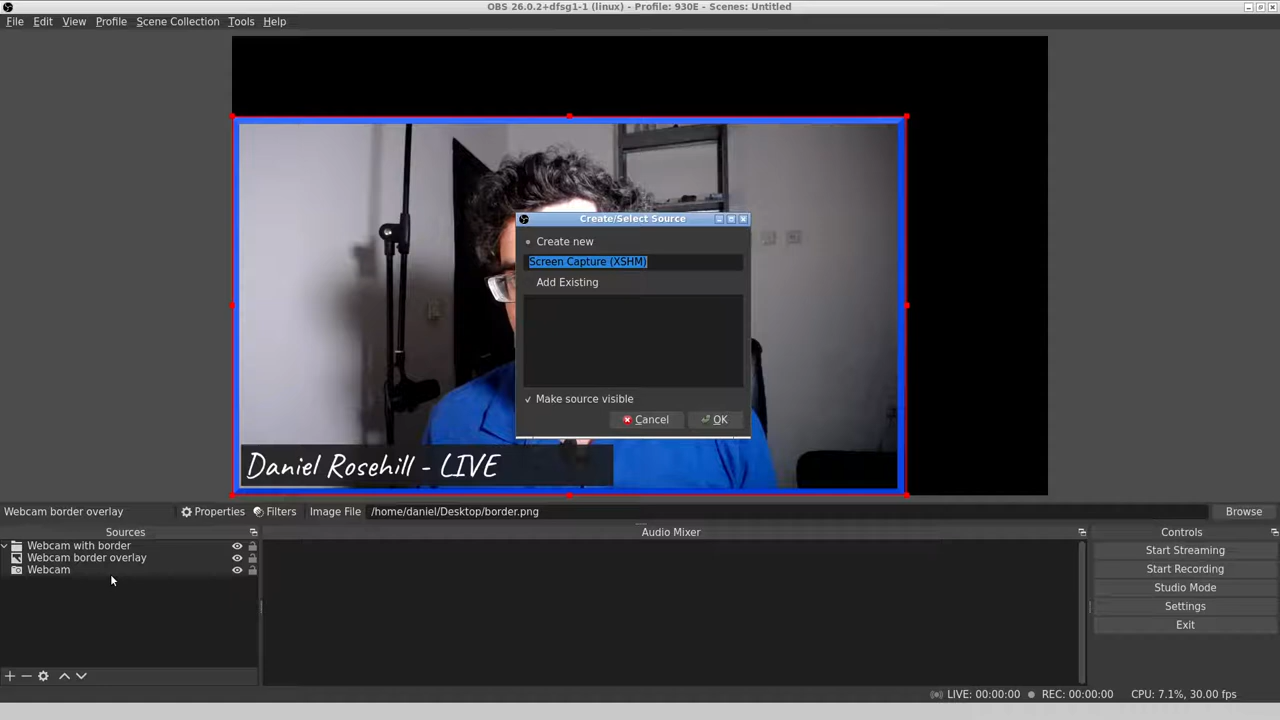 OBS 26.0.2+dfsg1-1 (linux) - Profile: 930E - Scenes: Untitled
File Edit View Profile Scene Collection Tools Help
Create/Select Source
Create new
Screen Capture (XSHM)
Add Existing
Make source visible
Cancel OK
Daniel Rosehill - LIVE
Webcam border overlay Properties Filters Image File /home/daniel/Desktop/border.png Browse
Sources Audio Mixer Controls
Webcam with border
Webcam border overlay
Webcam
Start Streaming
Start Recording
Studio Mode
Settings
Exit
LIVE: 00:00:00 REC: 00:00:00 CPU: 7.1%, 30.00 fps